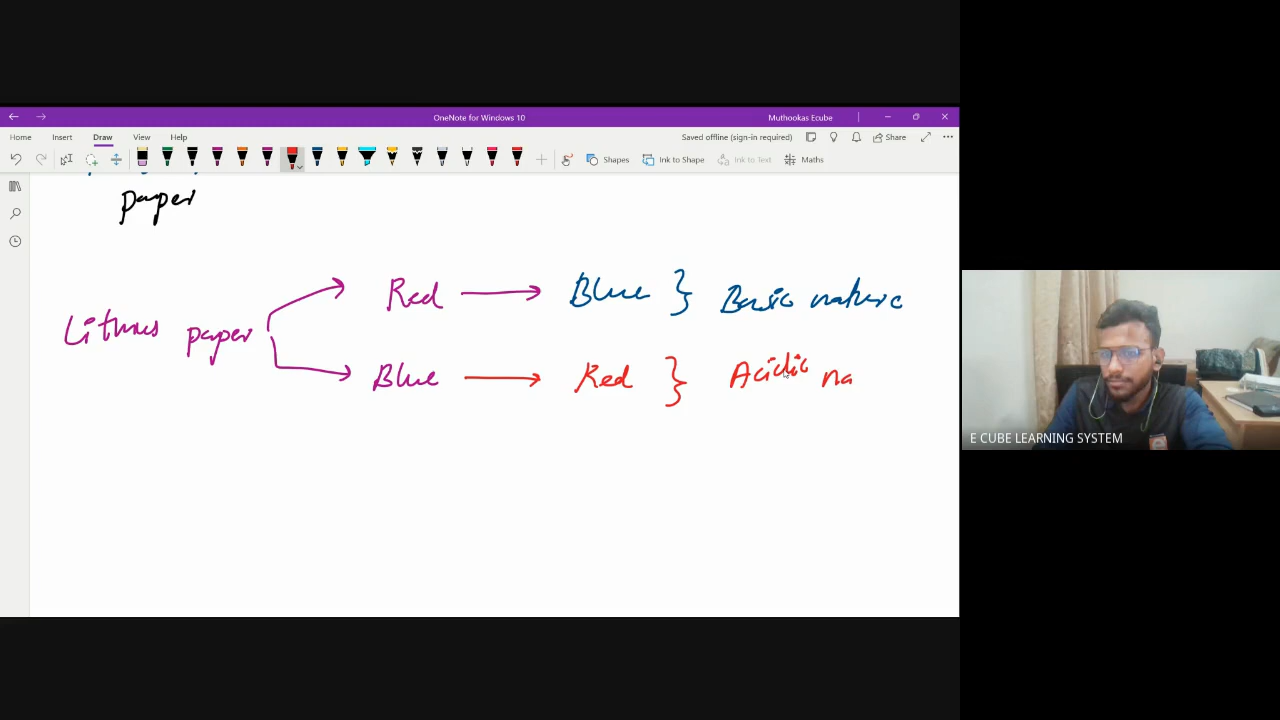 OneNote for Windows 10
Muthookas Ecube
Home Insert Draw View Help
Saved offline (sign-in required)
Share
Shapes
Ink to Shape
Ink to Text
Maths
paper
Red → Blue } Basic nature
Litmus paper
Blue → Red } Acidic na
E CUBE LEARNING SYSTEM